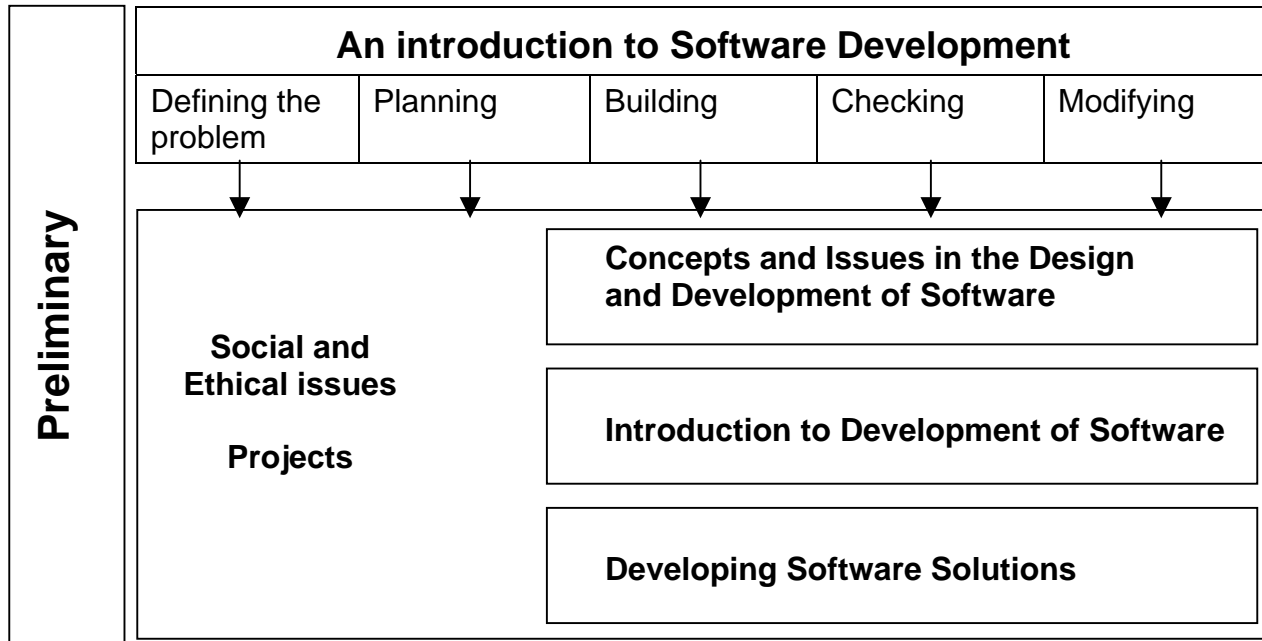 Preliminary
An introduction to Software Development
Defining the
problem
Planning
Building
Checking
Modifying
Social and
Ethical issues
Projects
Concepts and Issues in the Design
and Development of Software
Introduction to Development of Software
Developing Software Solutions